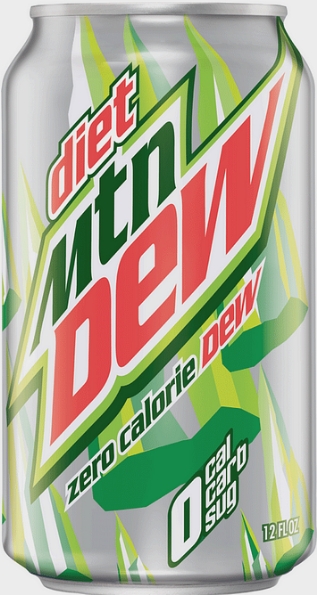 diet
Mtn
DEW
zero calorie DEW
0 cal
carb
sug
12 FL OZ